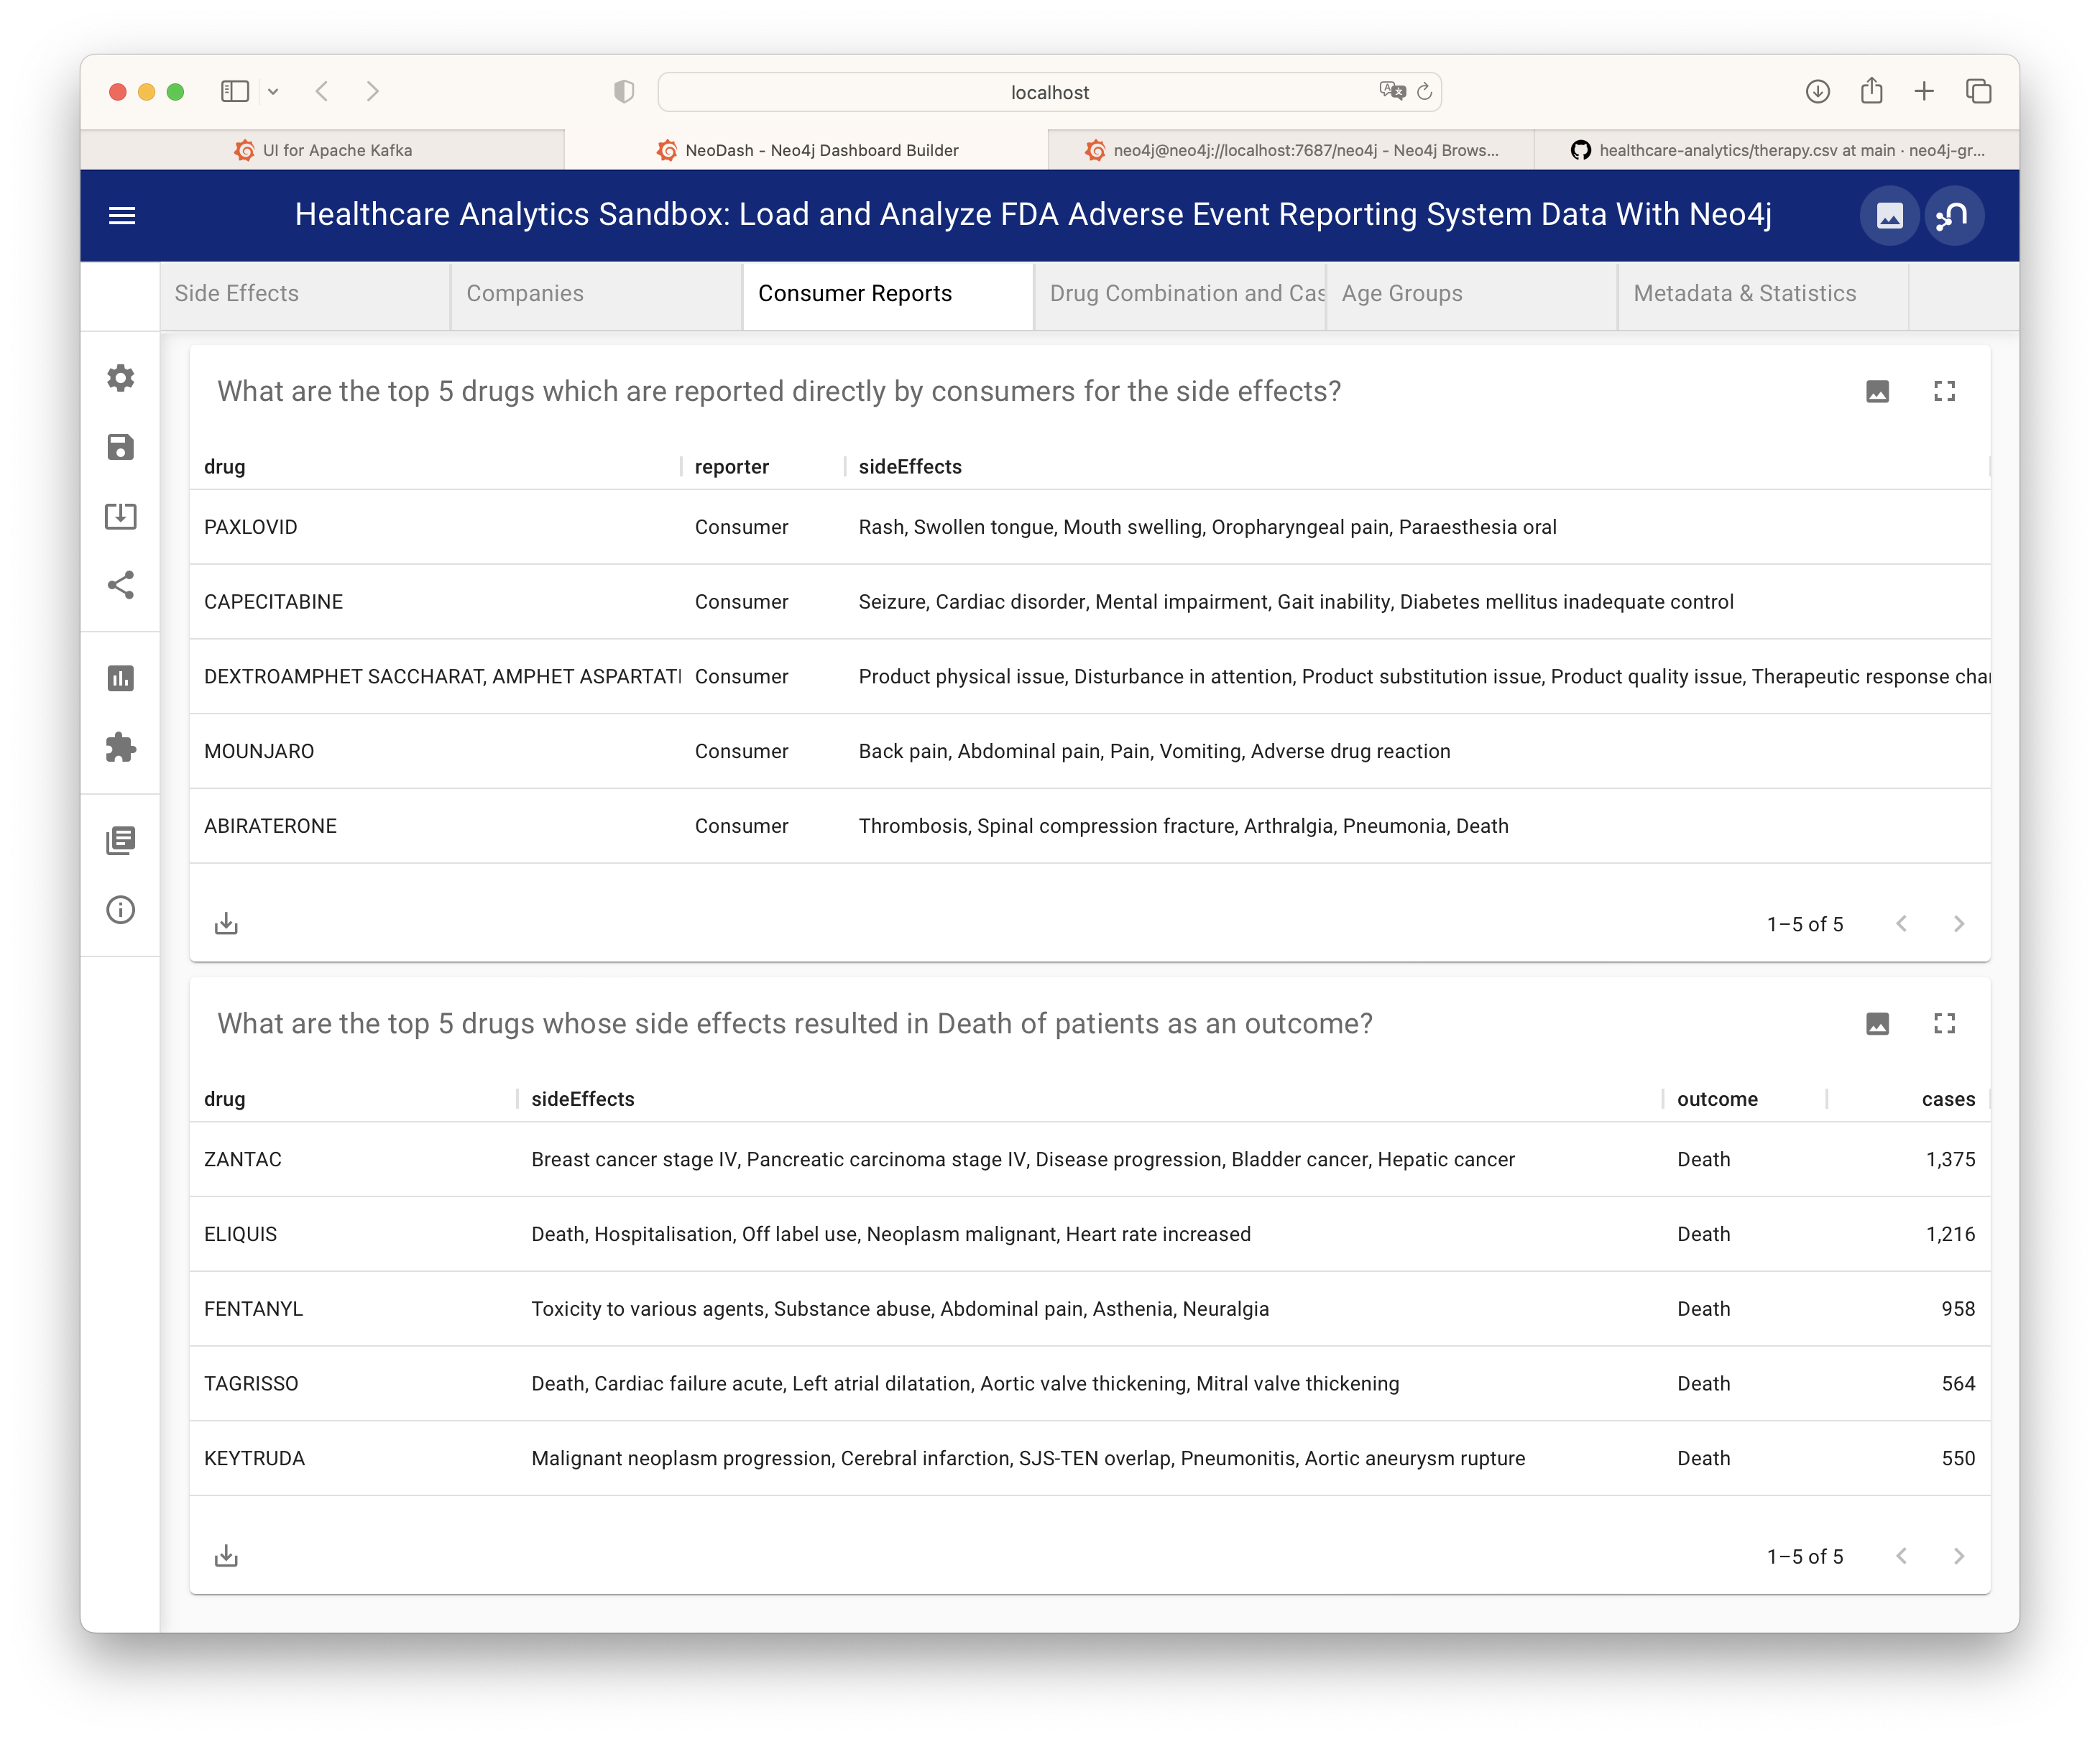 localhost
UI for Apache Kafka
NeoDash - Neo4j Dashboard Builder
neo4j@neo4j://localhost:7687/neo4j - Neo4j Brows...
healthcare-analytics/therapy.csv at main · neo4j-gr...
Healthcare Analytics Sandbox: Load and Analyze FDA Adverse Event Reporting System Data With Neo4j
Side Effects Companies Consumer Reports Drug Combination and Cas Age Groups Metadata & Statistics
What are the top 5 drugs which are reported directly by consumers for the side effects?
drug reporter sideEffects
PAXLOVID Consumer Rash, Swollen tongue, Mouth swelling, Oropharyngeal pain, Paraesthesia oral
CAPECITABINE Consumer Seizure, Cardiac disorder, Mental impairment, Gait inability, Diabetes mellitus inadequate control
DEXTROAMPHET SACCHARAT, AMPHET ASPARTATI Consumer Product physical issue, Disturbance in attention, Product substitution issue, Product quality issue, Therapeutic response cha
MOUNJARO Consumer Back pain, Abdominal pain, Pain, Vomiting, Adverse drug reaction
ABIRATERONE Consumer Thrombosis, Spinal compression fracture, Arthralgia, Pneumonia, Death
1–5 of 5
What are the top 5 drugs whose side effects resulted in Death of patients as an outcome?
drug sideEffects outcome cases
ZANTAC Breast cancer stage IV, Pancreatic carcinoma stage IV, Disease progression, Bladder cancer, Hepatic cancer Death 1,375
ELIQUIS Death, Hospitalisation, Off label use, Neoplasm malignant, Heart rate increased Death 1,216
FENTANYL Toxicity to various agents, Substance abuse, Abdominal pain, Asthenia, Neuralgia Death 958
TAGRISSO Death, Cardiac failure acute, Left atrial dilatation, Aortic valve thickening, Mitral valve thickening Death 564
KEYTRUDA Malignant neoplasm progression, Cerebral infarction, SJS-TEN overlap, Pneumonitis, Aortic aneurysm rupture Death 550
1–5 of 5